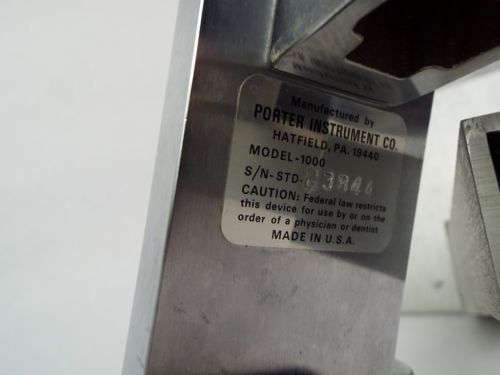 Manufactured by
PORTER INSTRUMENT CO.
HATFIELD, PA. 19440
MODEL-1000
S/N-STD-
CAUTION: Federal law restricts
this device for use by or on the
order of a physician or dentist
MADE IN U.S.A.